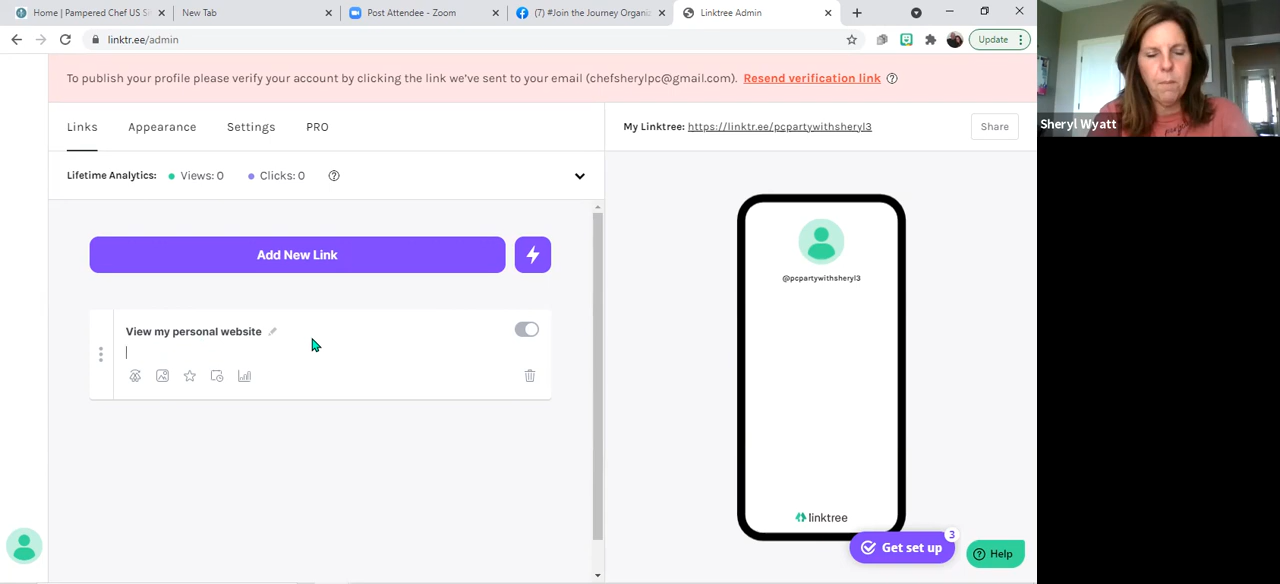 Home | Pampered Chef US Si
New Tab
Post Attendee - Zoom
(7) #Join the Journey Organiz
Linktree Admin
linktr.ee/admin
Update
To publish your profile please verify your account by clicking the link we've sent to your email (chefsherylpc@gmail.com). Resend verification link
Sheryl Wyatt
Links
Appearance
Settings
PRO
My Linktree: https://linktr.ee/pcpartywithsheryl3
Share
Lifetime Analytics:
Views: 0
Clicks: 0
Add New Link
@pcpartywithsheryl3
View my personal website
linktree
3
Get set up
Help